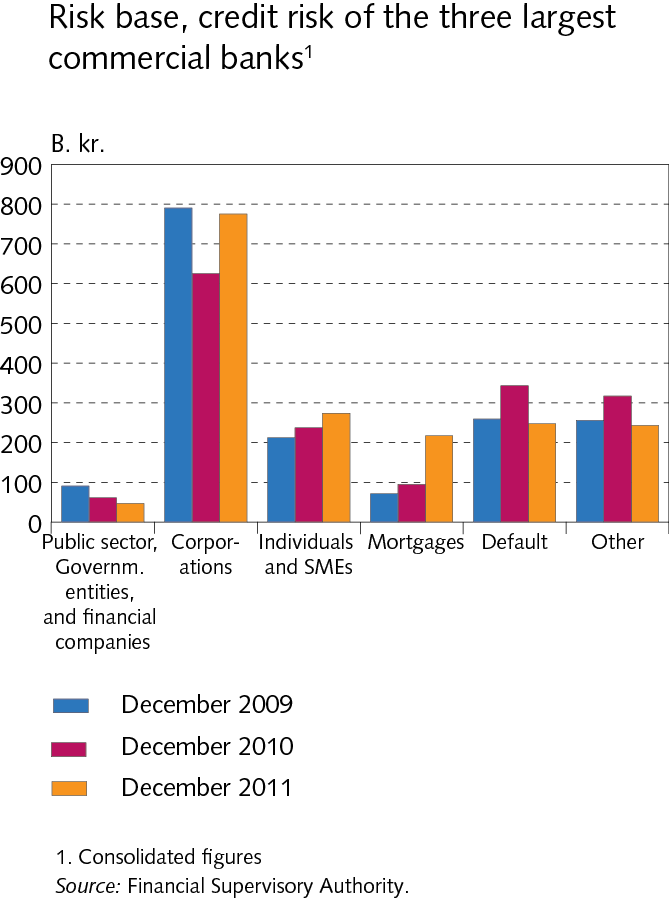 Risk base, credit risk of the three largest
commercial banks¹
B. kr.
900
800
700
600
500
400
300
200
100
0
Public sector,
Governm.
entities,
and financial
companies
Corpor-
ations
Individuals
and SMEs
Mortgages
Default
Other
December 2009
December 2010
December 2011
1. Consolidated figures
Source: Financial Supervisory Authority.